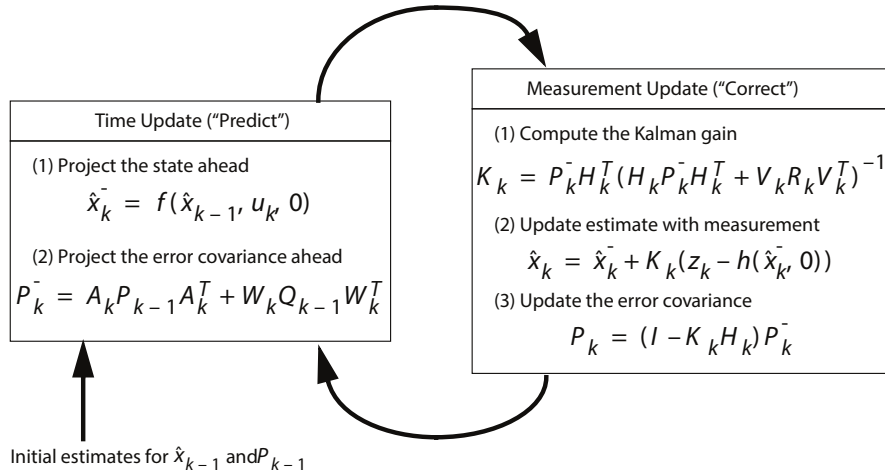 Time Update (“Predict”)
(1) Project the state ahead
x̂ₖ⁻ = f(x̂ₖ₋₁, uₖ, 0)
(2) Project the error covariance ahead
Pₖ⁻ = AₖPₖ₋₁Aₖᵀ + WₖQₖ₋₁Wₖᵀ
Initial estimates for x̂ₖ₋₁ andPₖ₋₁
Measurement Update (“Correct”)
(1) Compute the Kalman gain
Kₖ = Pₖ⁻Hₖᵀ(HₖPₖ⁻Hₖᵀ + VₖRₖVₖᵀ)⁻¹
(2) Update estimate with measurement
x̂ₖ = x̂ₖ⁻ + Kₖ(zₖ – h(x̂ₖ⁻, 0))
(3) Update the error covariance
Pₖ = (I – KₖHₖ)Pₖ⁻